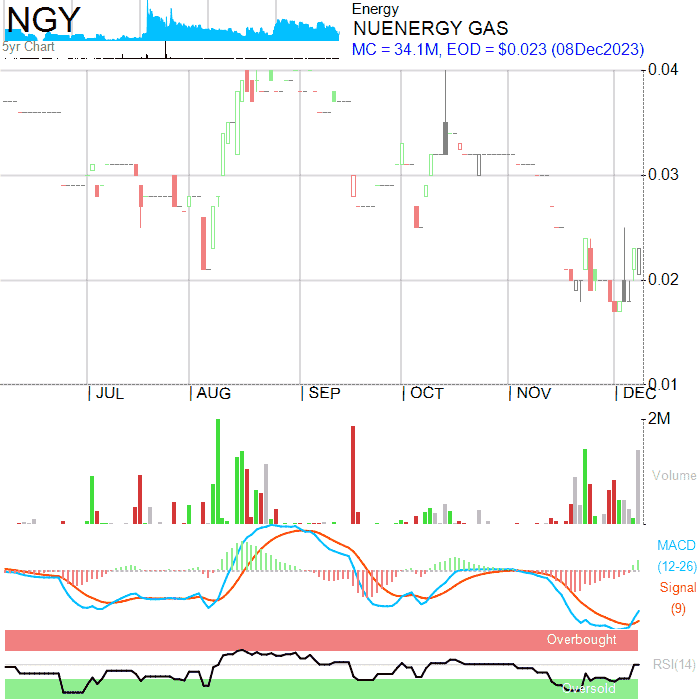 NGY
5yr Chart
Energy
NUENERGY GAS
MC = 34.1M, EOD = $0.023 (08Dec2023)
0.04
0.03
0.02
0.01
JUL AUG SEP OCT NOV DEC
2M
Volume
MACD
(12-26)
Signal
(9)
Overbought
RSI(14)
Oversold